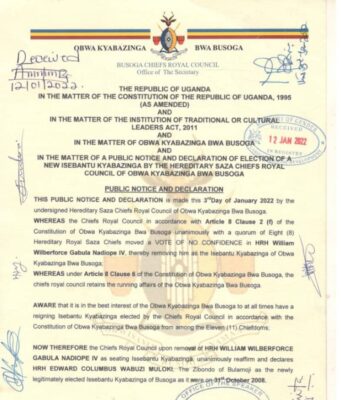 OBWA KYABAZINGA BWA BUSOGA
BUSOGA CHIEFS ROYAL COUNCIL
Office of The Secretary
Received
12/01/2022
THE REPUBLIC OF UGANDA
IN THE MATTER OF THE CONSTITUTION OF THE REPUBLIC OF UGANDA, 1995
(AS AMENDED)
AND
IN THE MATTER OF THE INSTITUTION OF TRADITIONAL OR CULTURAL
LEADERS ACT, 2011
AND
IN THE MATTER OF OBWA KYABAZINGA BWA BUSOGA
AND
IN THE MATTER OF A PUBLIC NOTICE AND DECLARATION OF ELECTION OF A
NEW ISEBANTU KYABAZINGA BY THE HEREDITARY SAZA CHIEFS ROYAL
COUNCIL OF OBWA KYABAZINGA BWA BUSOGA
RECEIVED
12 JAN 2022
PUBLIC NOTICE AND DECLARATION
THIS PUBLIC NOTICE AND DECLARATION is made this 3rd Day of January 2022 by the
undersigned Hereditary Saza Chiefs Royal Council of Obwa Kyabazinga Bwa Busoga.
WHEREAS the Chiefs Royal Council in accordance with Article 8 Clause 2 (f) of the
Constitution of Obwa Kyabazinga Bwa Busoga unanimously with a quorum of Eight (8)
Hereditary Royal Saza Chiefs moved a VOTE OF NO CONFIDENCE in HRH William
Wilberforce Gabula Nadiope IV, thereby removing him as the Isebantu Kyabazinga of Obwa
Kyabazinga Bwa Busoga.
WHEREAS under Article 8 Clause 6 of the Constitution of Obwa Kyabazinga Bwa Busoga, the
chiefs royal council retains the running affairs of the Obwa Kyabazinga.
AWARE that it is in the best interest of the Obwa Kyabazinga Bwa Busoga to at all times have a
reigning Isebantu Kyabazinga elected by the Chiefs Royal Council in accordance with the
Constitution of Obwa Kyabazinga Bwa Busoga from among the Eleven (11) Chiefdoms;
NOW THEREFORE the Chiefs Royal Council upon removal of HRH WILLIAM WILBERFORCE
GABULA NADIOPE IV as seating Isebantu Kyabazinga, unanimously reaffirm and declares
HRH EDWARD COLUMBUS WABUZI MULOKI, The Zibondo of Bulamoji as the newly
legitimately elected Isebantu Kyabazinga of Busoga as it were on 31st October 2008.